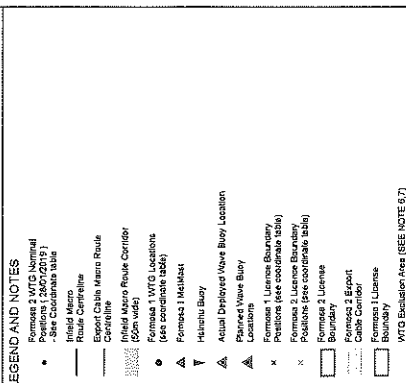 LEGEND AND NOTES
Formosa 2 WTG Nominal
Positions (28/01/2019)
- See Coordinate table
Infield Macro
Route Centreline
Export Cable Macro Route
Centreline
Infield Macro Route Corridor
(50m wide)
Formosa 1 WTG Locations
(see coordinate table)
Formosa 1 MetMast
Hsinchu Buoy
Actual Deployed Wave Buoy Location
Planned Wave Buoy
Locations
Formosa 1 Licence Boundary
Positions (see coordinate table)
Formosa 2 Licence Boundary
Positions (see coordinate table)
Formosa 2 License
Boundary
Formosa 2 Export
Cable Corridor
Formosa 1 License
Boundary
WTG Exclusion Area (SEE NOTE 6,7)